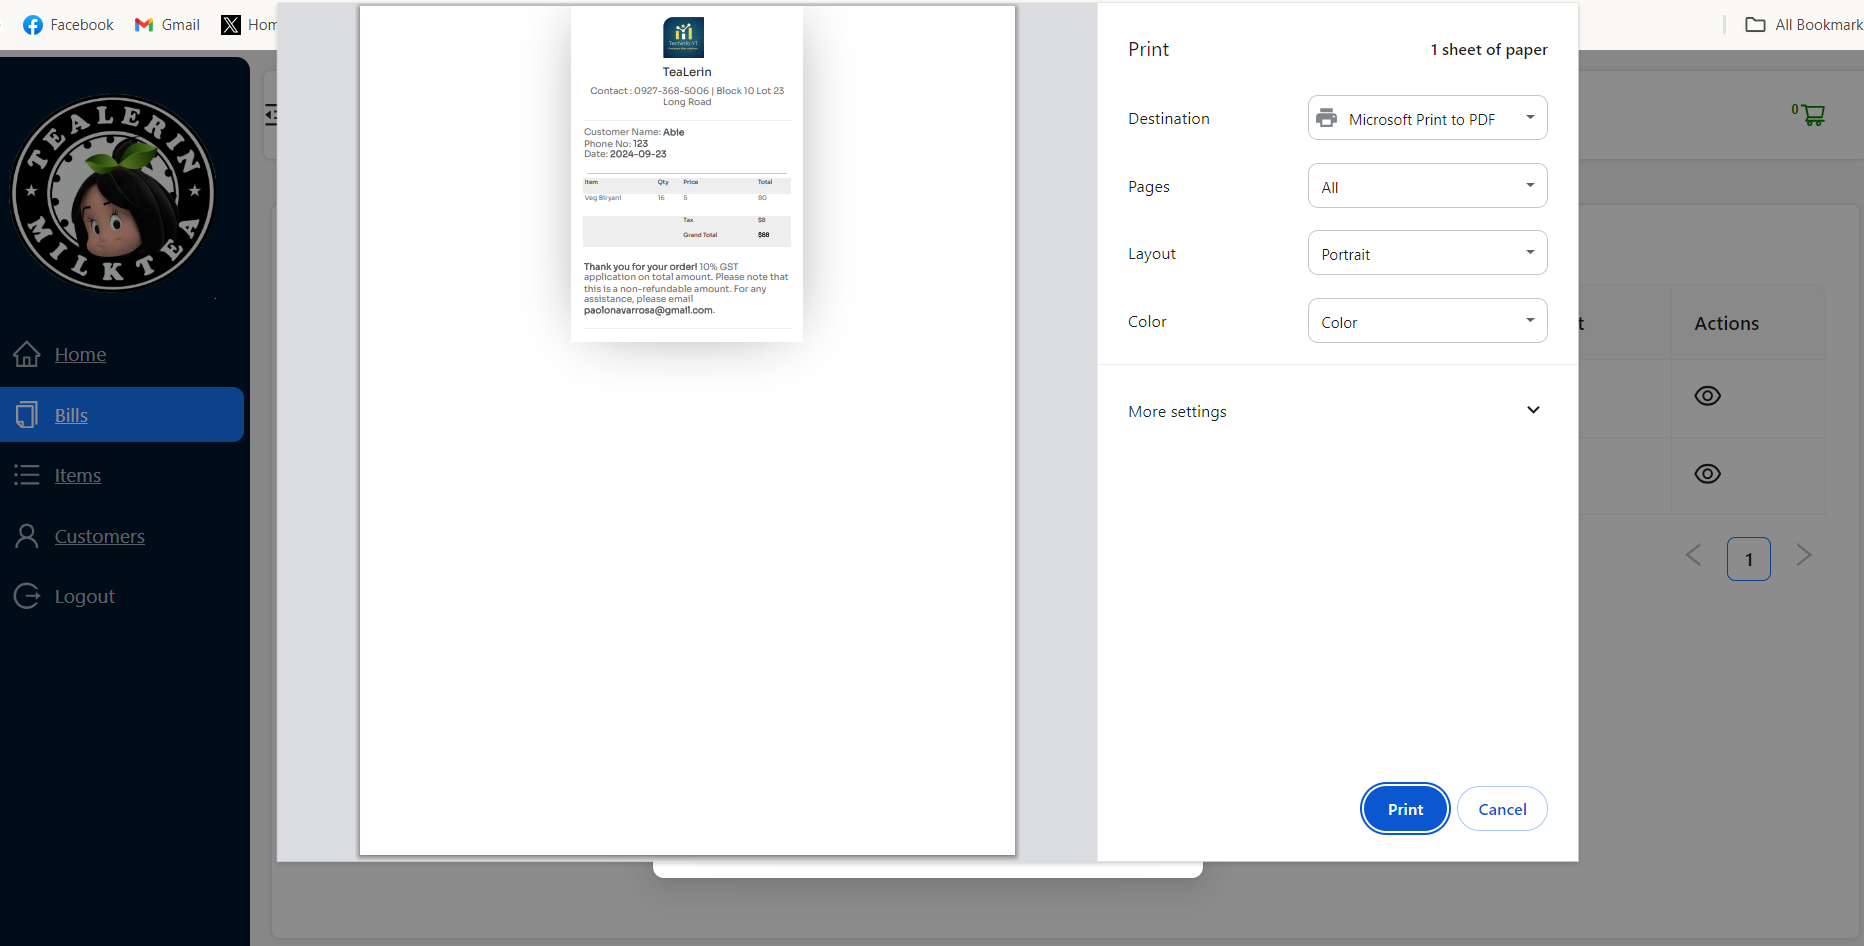 Facebook
Gmail
Hom
All Bookmark
TEALERIN
MILKTEA
Home
Bills
Items
Customers
Logout
TeaLerin
Contact : 0927-368-5006 | Block 10 Lot 23
Long Road
Customer Name: Able
Phone No: 123
Date: 2024-09-23
Item Qty Price Total
Veg Biryani 16 5 80
Tax $8
Grand Total $88
Thank you for your order! 10% GST
application on total amount. Please note that
this is a non-refundable amount. For any
assistance, please email
paolonavarrosa@gmail.com.
Print 1 sheet of paper
Destination Microsoft Print to PDF
Pages All
Layout Portrait
Color Color
More settings
Print Cancel
0
t Actions
1